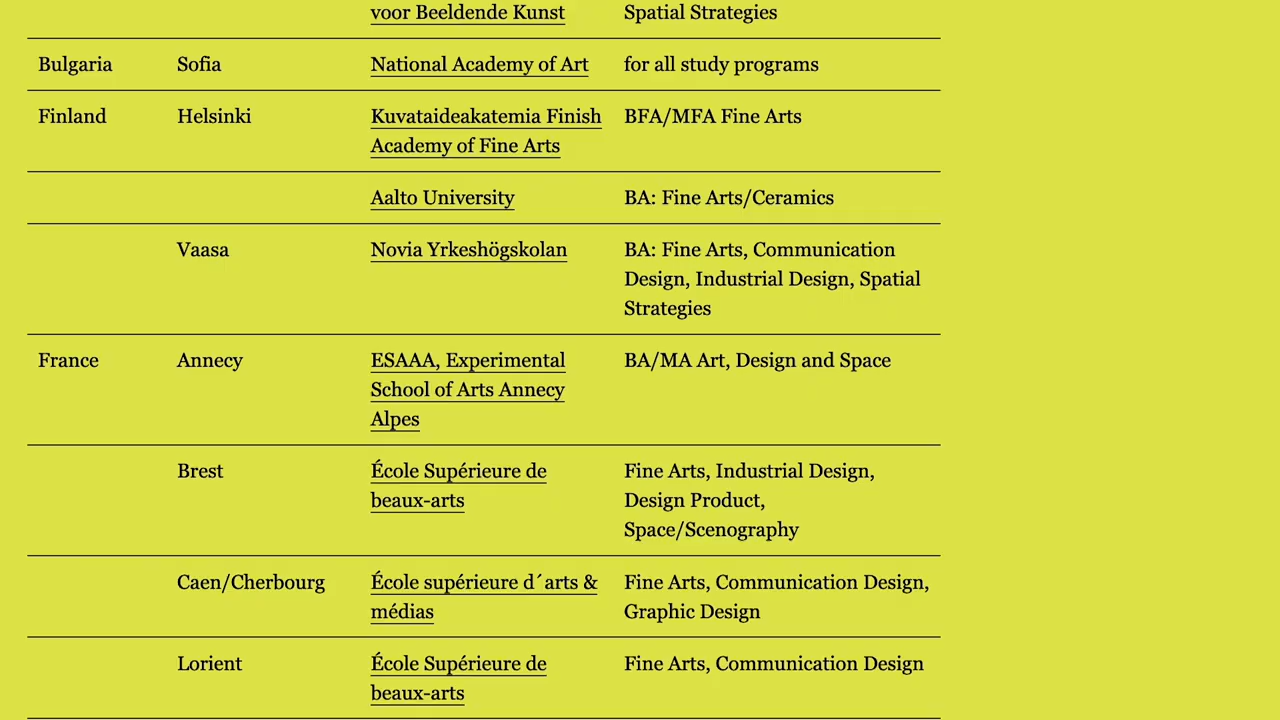 voor Beeldende Kunst Spatial Strategies
Bulgaria Sofia National Academy of Art for all study programs
Finland Helsinki Kuvataideakatemia Finish BFA/MFA Fine Arts
Academy of Fine Arts
Aalto University BA: Fine Arts/Ceramics
Vaasa Novia Yrkeshögskolan BA: Fine Arts, Communication
Design, Industrial Design, Spatial
Strategies
France Annecy ESAAA, Experimental BA/MA Art, Design and Space
School of Arts Annecy
Alpes
Brest École Supérieure de Fine Arts, Industrial Design,
beaux-arts Design Product,
Space/Scenography
Caen/Cherbourg École supérieure d´arts & Fine Arts, Communication Design,
médias Graphic Design
Lorient École Supérieure de Fine Arts, Communication Design
beaux-arts